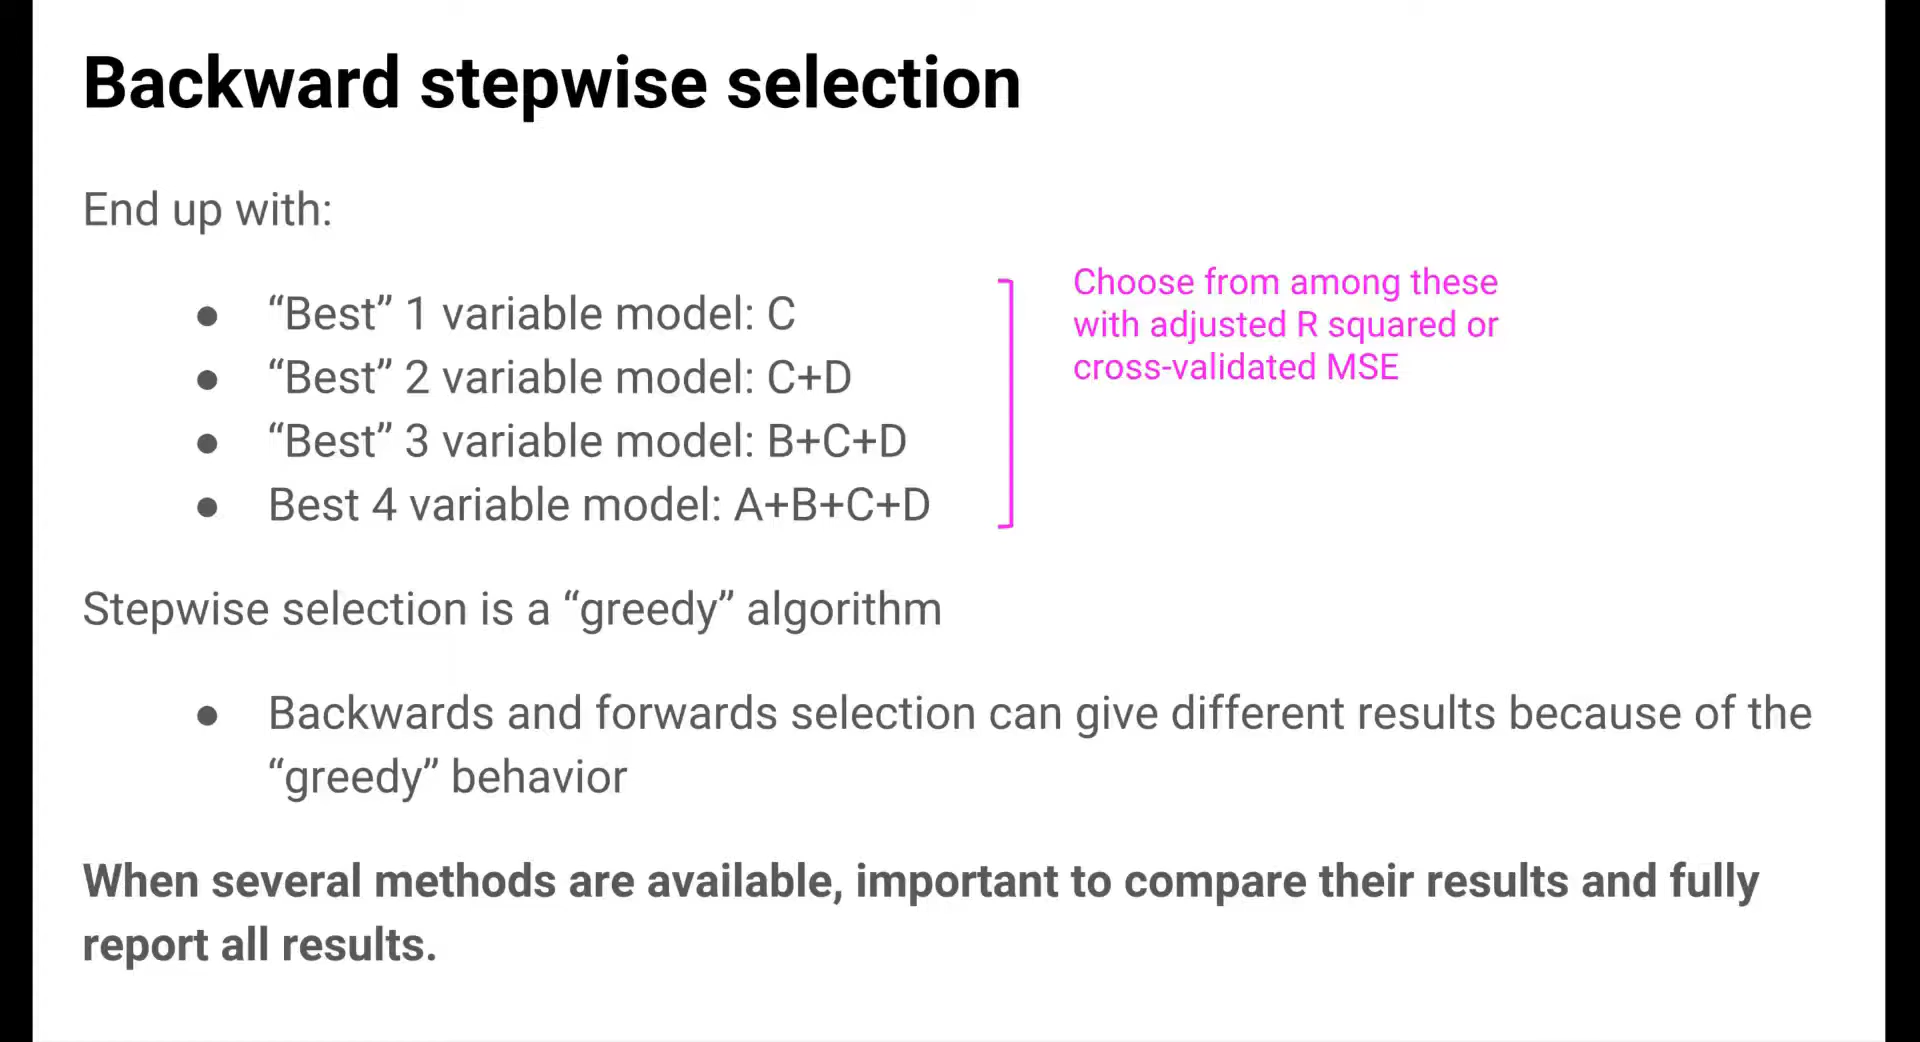 Backward stepwise selection
End up with:
● “Best” 1 variable model: C
● “Best” 2 variable model: C+D
● “Best” 3 variable model: B+C+D
● Best 4 variable model: A+B+C+D
Choose from among these
with adjusted R squared or
cross-validated MSE
Stepwise selection is a “greedy” algorithm
● Backwards and forwards selection can give different results because of the
“greedy” behavior
When several methods are available, important to compare their results and fully
report all results.